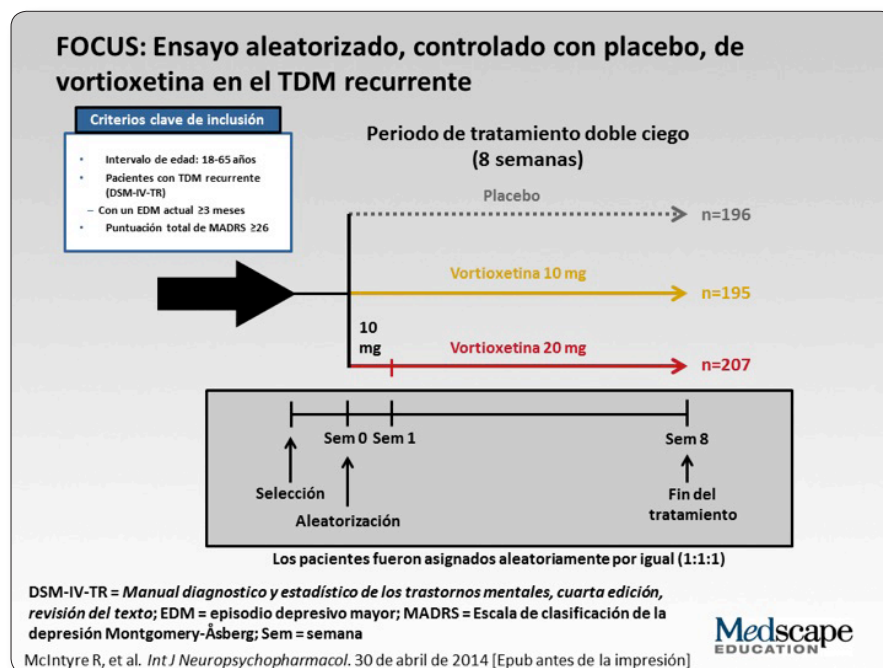 FOCUS: Ensayo aleatorizado, controlado con placebo, de
vortioxetina en el TDM recurrente
Criterios clave de inclusión
• Intervalo de edad: 18-65 años
• Pacientes con TDM recurrente
(DSM-IV-TR)
– Con un EDM actual ≥3 meses
• Puntuación total de MADRS ≥26
Periodo de tratamiento doble ciego
(8 semanas)
Placebo
n=196
Vortioxetina 10 mg
n=195
10
mg
Vortioxetina 20 mg
n=207
Sem 0
Sem 1
Sem 8
Selección
Aleatorización
Fin del
tratamiento
Los pacientes fueron asignados aleatoriamente por igual (1:1:1)
DSM-IV-TR = Manual diagnostico y estadístico de los trastornos mentales, cuarta edición,
revisión del texto; EDM = episodio depresivo mayor; MADRS = Escala de clasificación de la
depresión Montgomery-Åsberg; Sem = semana
McIntyre R, et al. Int J Neuropsychopharmacol. 30 de abril de 2014 [Epub antes de la impresión]
Medscape
EDUCATION